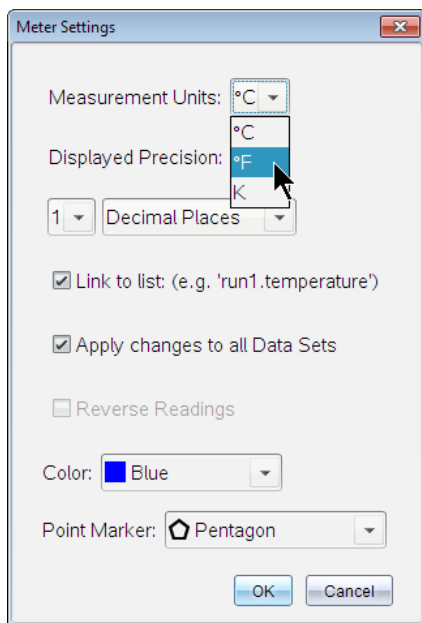 Meter Settings
Measurement Units: °C
°C
Displayed Precision: °F
K
1 Decimal Places
Link to list: (e.g. 'run1.temperature')
Apply changes to all Data Sets
Reverse Readings
Color: Blue
Point Marker: Pentagon
OK Cancel